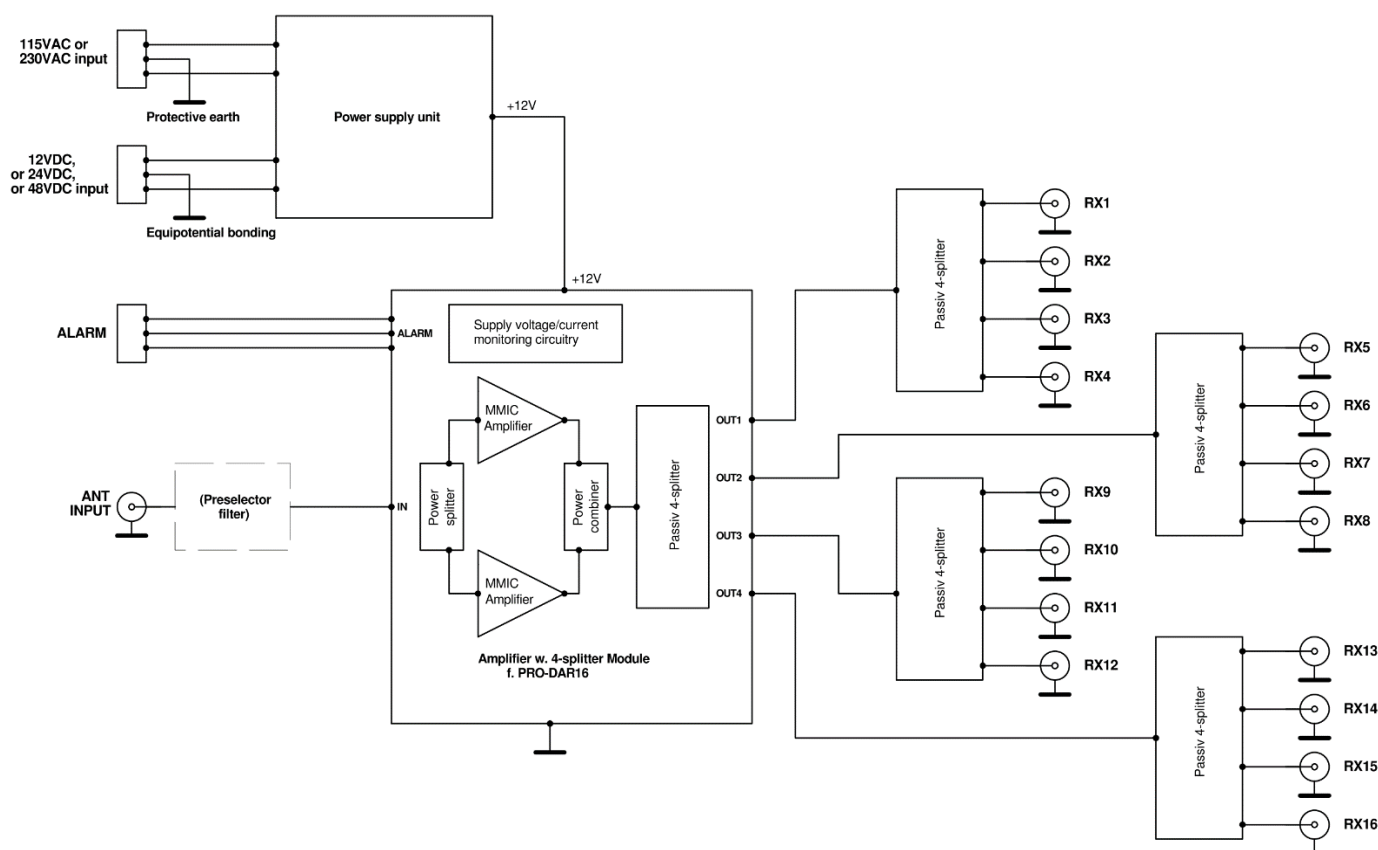 115VAC or
230VAC input
Protective earth
Power supply unit
+12V
12VDC,
or 24VDC,
or 48VDC input
Equipotential bonding
+12V
ALARM
ALARM
Supply voltage/current
monitoring circuitry
ANT
INPUT
(Preselector
filter)
IN
Power
splitter
MMIC
Amplifier
MMIC
Amplifier
Power
combiner
Passiv 4-splitter
OUT1
OUT2
OUT3
OUT4
Amplifier w. 4-splitter Module
f. PRO-DAR16
Passiv 4-splitter
RX1
RX2
RX3
RX4
Passiv 4-splitter
RX5
RX6
RX7
RX8
Passiv 4-splitter
RX9
RX10
RX11
RX12
Passiv 4-splitter
RX13
RX14
RX15
RX16